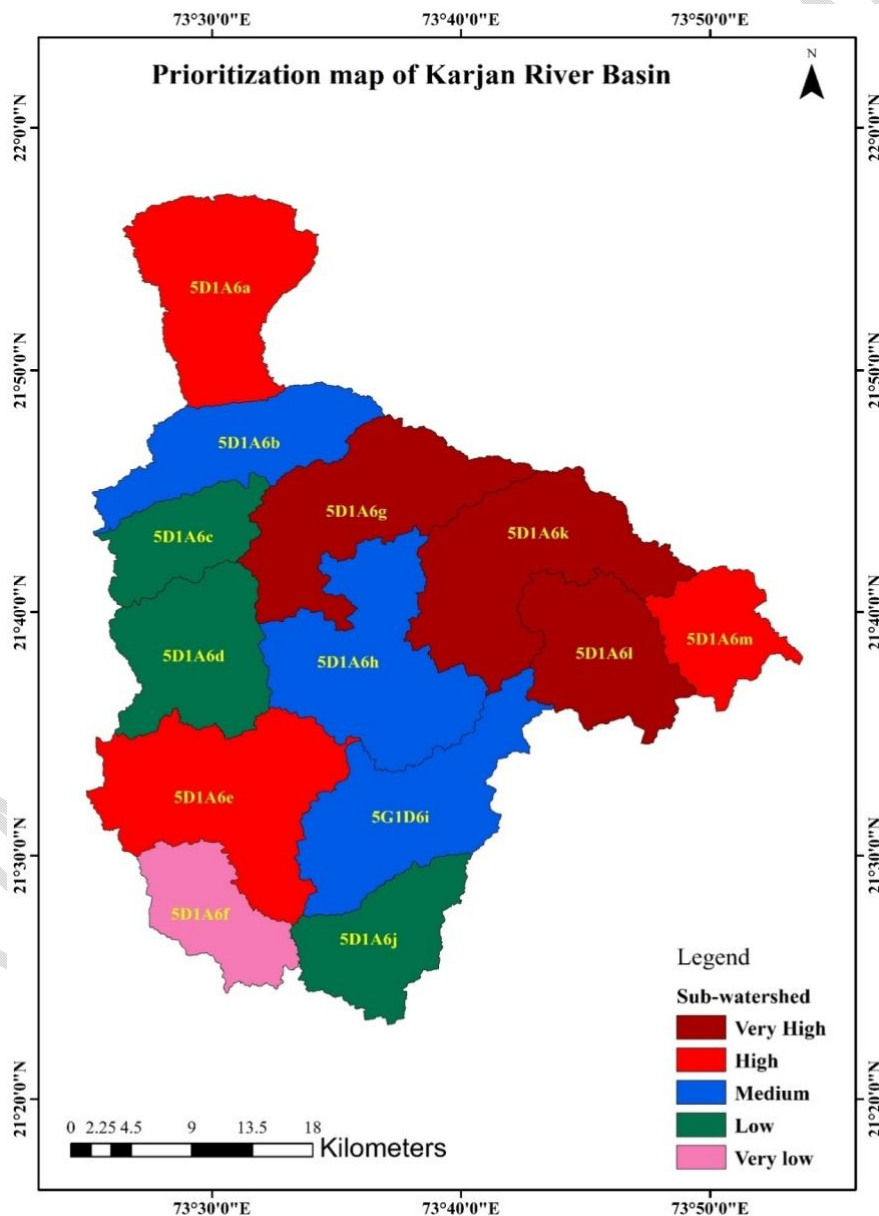 73°30'0"E 73°40'0"E 73°50'0"E
N
Prioritization map of Karjan River Basin
22°0'0"N 22°0'0"N
5D1A6a
21°50'0"N 21°50'0"N
5D1A6b
5D1A6g
5D1A6k
5D1A6c
21°40'0"N 21°40'0"N
5D1A6m
5D1A6d
5D1A6h
5D1A6l
5D1A6e
5G1D6i
21°30'0"N 21°30'0"N
5D1A6f
5D1A6j
Legend
Sub-watershed
Very High
High
Medium
Low
Very low
21°20'0"N 21°20'0"N
0 2.25 4.5 9 13.5 18
Kilometers
73°30'0"E 73°40'0"E 73°50'0"E